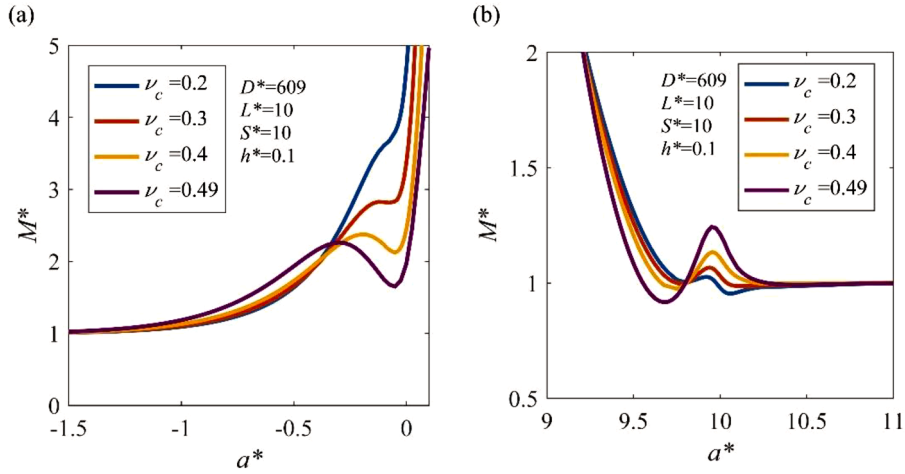 (a)
5
4
3
2
1
0
M*
ν_c =0.2
ν_c =0.3
ν_c =0.4
ν_c =0.49
D*=609
L*=10
S*=10
h*=0.1
-1.5
-1
-0.5
0
a*
(b)
2
1.5
1
0.5
M*
D*=609
L*=10
S*=10
h*=0.1
ν_c =0.2
ν_c =0.3
ν_c =0.4
ν_c =0.49
9
9.5
10
10.5
11
a*